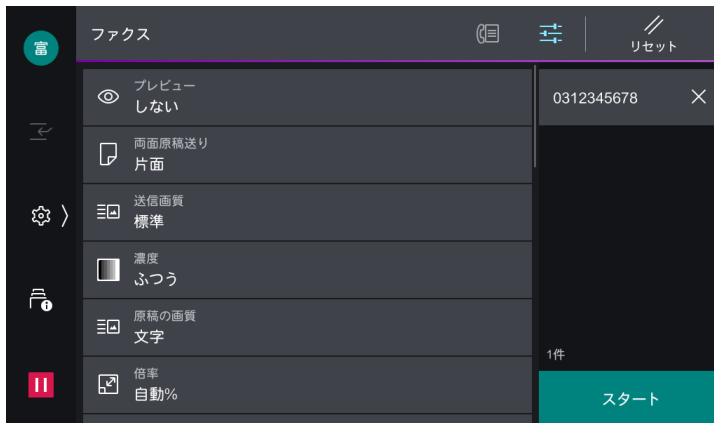 富
ファクス
リセット
プレビュー
しない
両面原稿送り
片面
送信画質
標準
濃度
ふつう
原稿の画質
文字
倍率
自動%
0312345678
1件
スタート